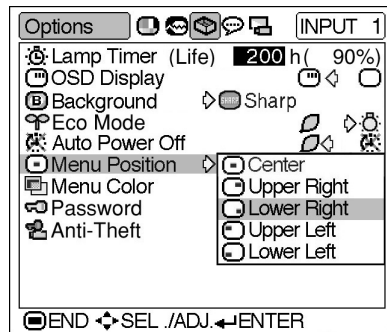 Options INPUT 1
Lamp Timer (Life) 200 h ( 90%)
OSD Display
B Background SHARP Sharp
Eco Mode
Auto Power Off
Menu Position Center
Menu Color Upper Right
Password Lower Right
Anti-Theft Upper Left
Lower Left
END SEL ./ADJ. ENTER